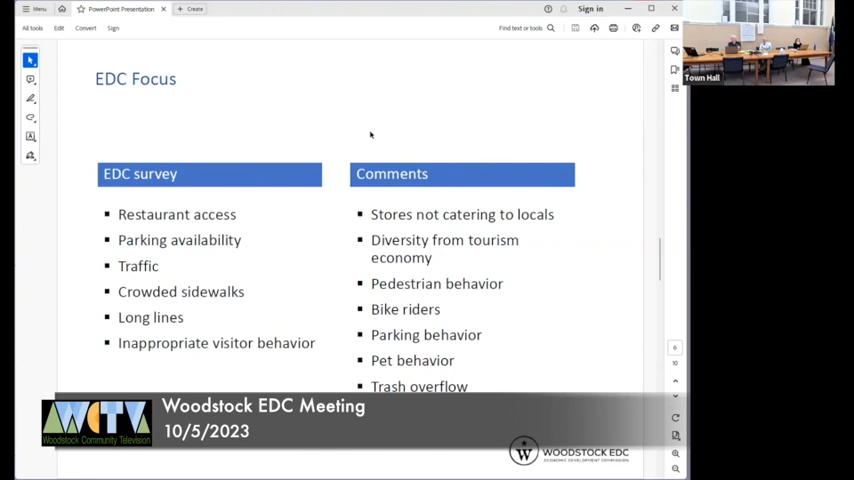 Menu
PowerPoint Presentation
Create
Sign in
All tools
Edit
Convert
Sign
Find text or tools
Town Hall
EDC Focus
EDC survey
Restaurant access
Parking availability
Traffic
Crowded sidewalks
Long lines
Inappropriate visitor behavior
Comments
Stores not catering to locals
Diversity from tourism
economy
Pedestrian behavior
Bike riders
Parking behavior
Pet behavior
Trash overflow
6
10
WCTV
Woodstock Community Television
Woodstock EDC Meeting
10/5/2023
W
WOODSTOCK EDC
ECONOMIC DEVELOPMENT COMMISSION